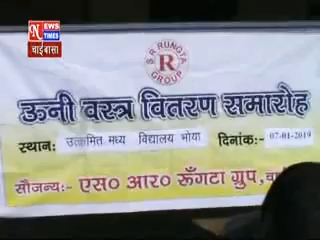 NEWS
TIMES
चाईबासा
S.R.RUNGTA
R
GROUP
ऊनी वस्त्र वितरण समारोह
स्थान:- उत्क्रमित मध्य विद्यालय भोया दिनांक:- 07-01-2019
सौजन्य:- एस० आर० रूँगटा ग्रुप,